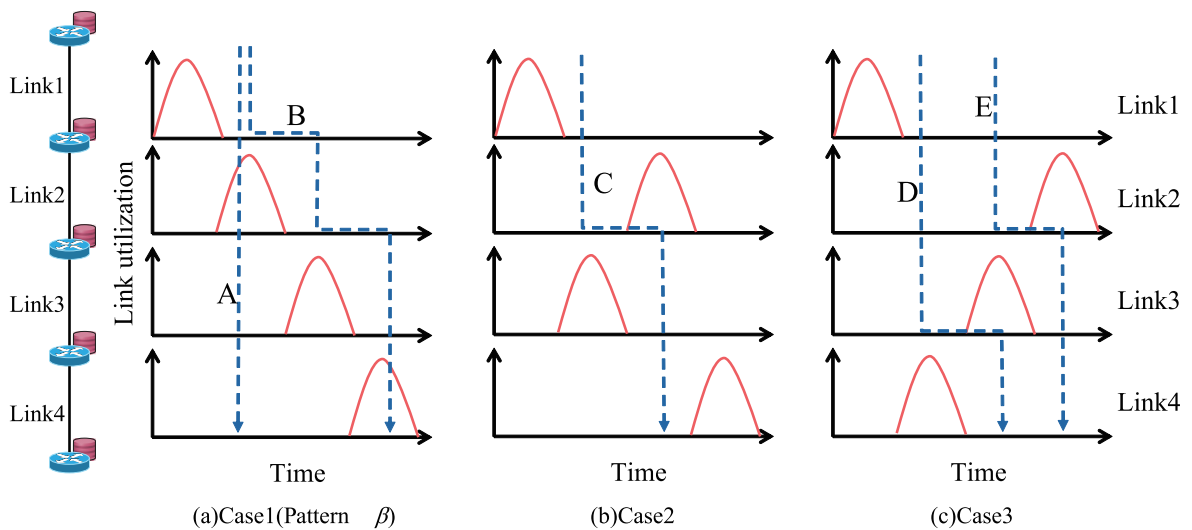 Link1
Link2
Link3
Link4
Link utilization
A
B
Time
(a)Case1(Pattern β)
C
Time
(b)Case2
D
E
Link1
Link2
Link3
Link4
Time
(c)Case3